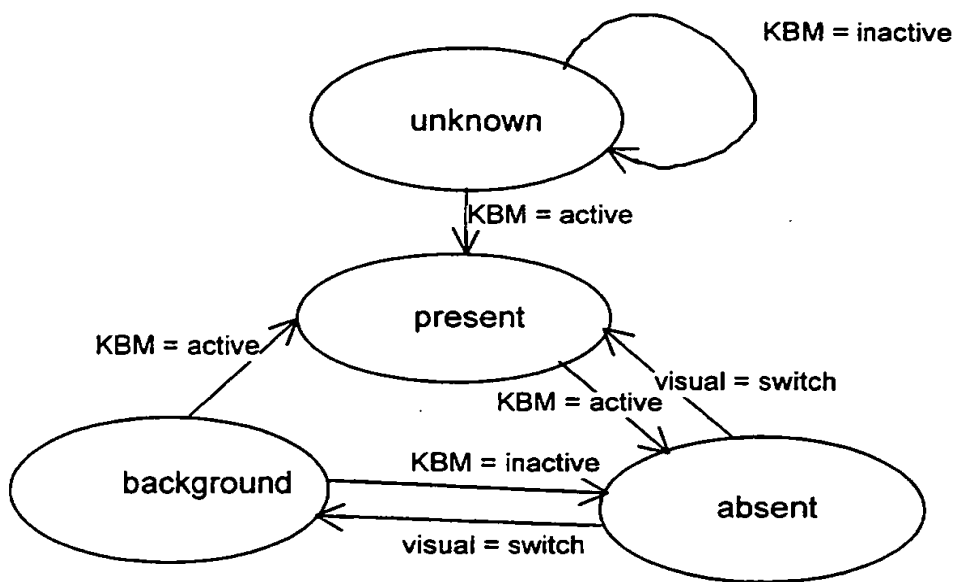 KBM = inactive
unknown
KBM = active
present
KBM = active
visual = switch
KBM = active
KBM = inactive
background
absent
visual = switch